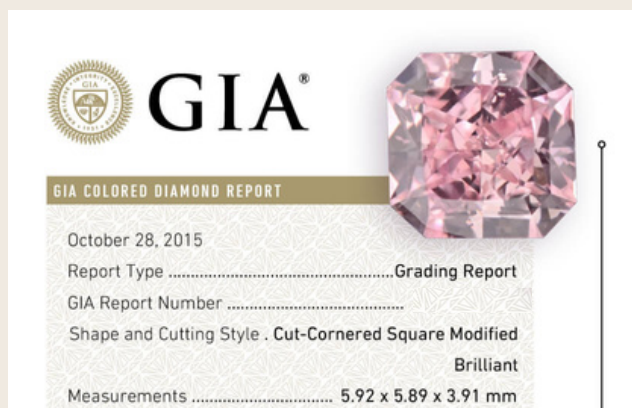 GIA®
GIA COLORED DIAMOND REPORT
October 28, 2015
Report Type ....................................................Grading Report
GIA Report Number ........................................
Shape and Cutting Style . Cut-Cornered Square Modified
Brilliant
Measurements ................................ 5.92 x 5.89 x 3.91 mm